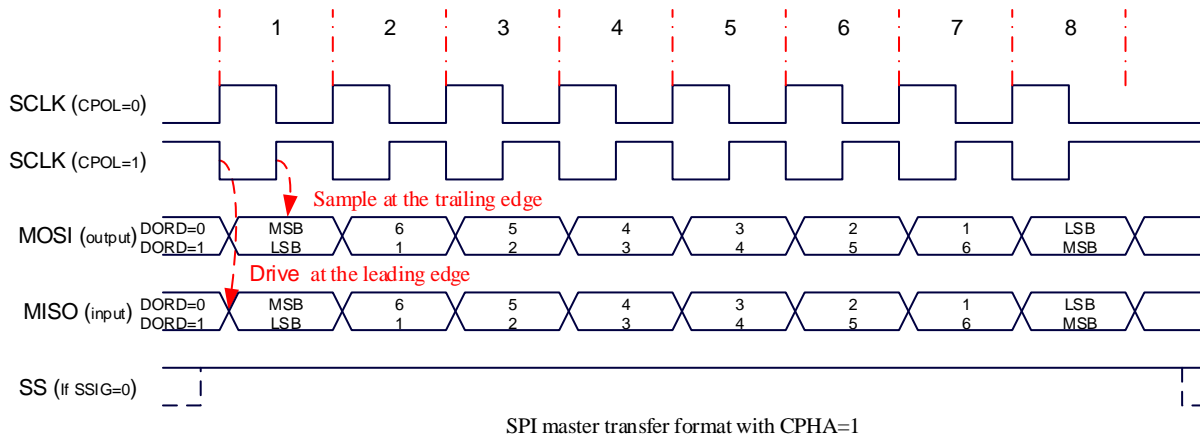 1 2 3 4 5 6 7 8
SCLK (CPOL=0)
SCLK (CPOL=1)
Sample at the trailing edge
MOSI (output) DORD=0 MSB 6 5 4 3 2 1 LSB
DORD=1 LSB 1 2 3 4 5 6 MSB
Drive at the leading edge
MISO (input) DORD=0 MSB 6 5 4 3 2 1 LSB
DORD=1 LSB 1 2 3 4 5 6 MSB
SS (If SSIG=0)
SPI master transfer format with CPHA=1